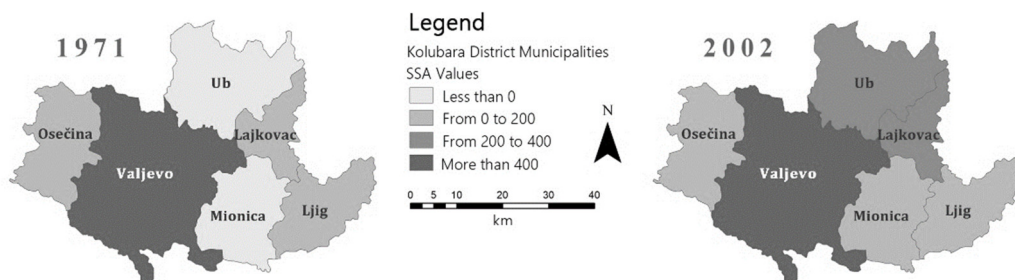 1971
Ub
Osečina
Lajkovac
Valjevo
Mionica
Ljig
Legend
Kolubara District Municipalities
SSA Values
Less than 0
From 0 to 200
From 200 to 400
More than 400
N
0 5 10 20 30 40
km
2002
Ub
Osečina
Lajkovac
Valjevo
Mionica
Ljig